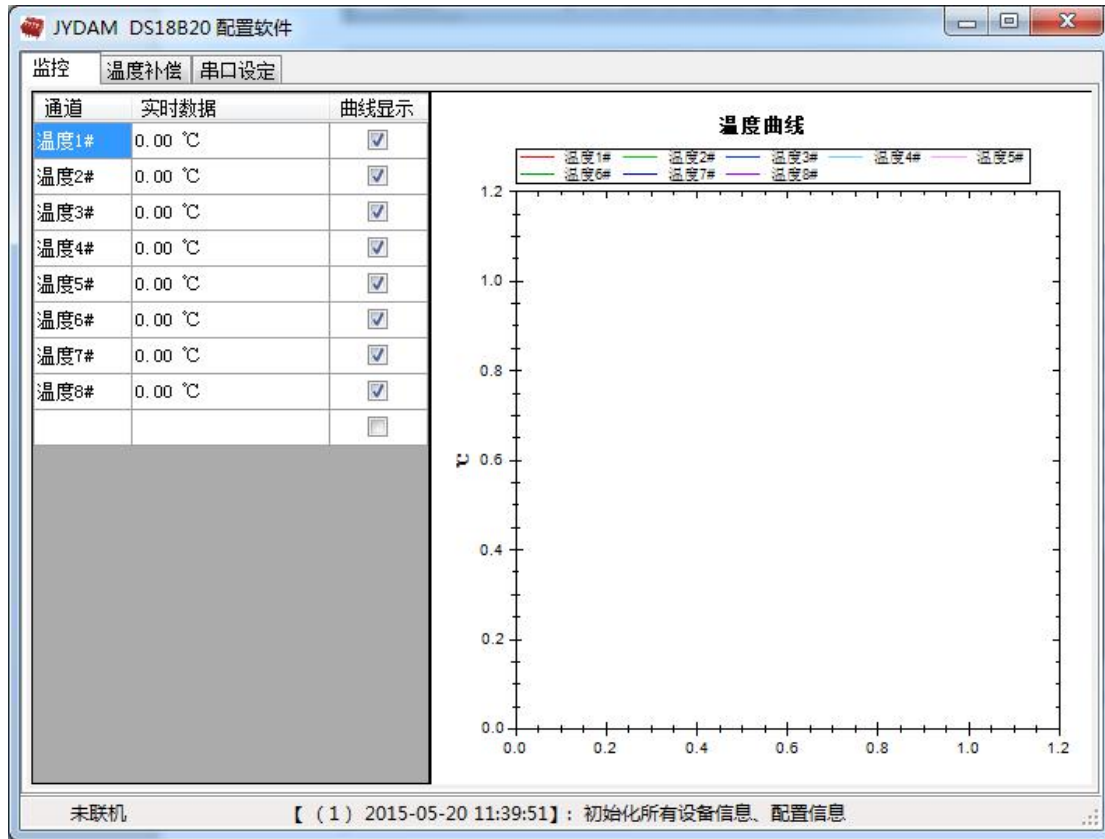 JYDAM DS18B20 配置软件
监控 温度补偿 串口设定
通道 实时数据 曲线显示
温度1# 0.00 ℃
温度2# 0.00 ℃
温度3# 0.00 ℃
温度4# 0.00 ℃
温度5# 0.00 ℃
温度6# 0.00 ℃
温度7# 0.00 ℃
温度8# 0.00 ℃
温度曲线
温度1# 温度2# 温度3# 温度4# 温度5#
温度6# 温度7# 温度8#
1.2
1.0
0.8
℃ 0.6
0.4
0.2
0.0
0.0 0.2 0.4 0.6 0.8 1.0 1.2
未联机 【（1）2015-05-20 11:39:51】: 初始化所有设备信息、配置信息